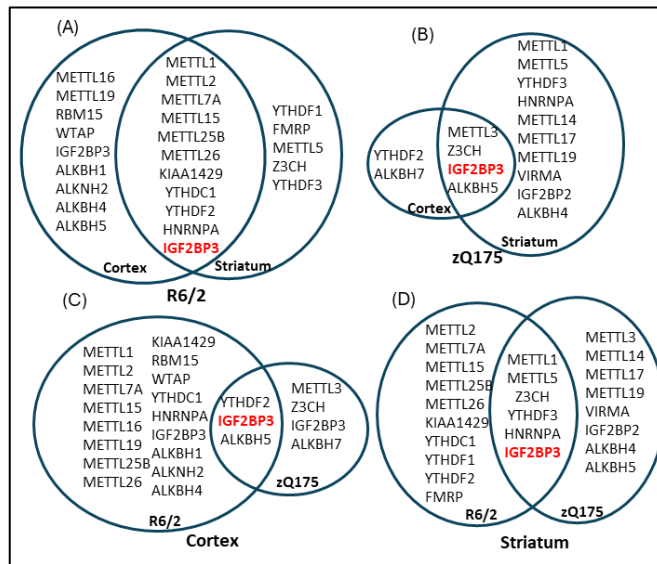 (A)
METTL16
METTL19
RBM15
WTAP
IGF2BP3
ALKBH1
ALKNH2
ALKBH4
ALKBH5
Cortex
METTL1
METTL2
METTL7A
METTL15
METTL25B
METTL26
KIAA1429
YTHDC1
YTHDF2
HNRNPA
IGF2BP3
YTHDF1
FMRP
METTL5
Z3CH
YTHDF3
Striatum
R6/2
(B)
YTHDF2
ALKBH7
Cortex
METTL3
Z3CH
IGF2BP3
ALKBH5
METTL1
METTL5
YTHDF3
HNRNPA
METTL14
METTL17
METTL19
VIRMA
IGF2BP2
ALKBH4
Striatum
zQ175
(C)
METTL1
METTL2
METTL7A
METTL15
METTL16
METTL19
METTL25B
METTL26
KIAA1429
RBM15
WTAP
YTHDC1
HNRNPA
IGF2BP3
ALKBH1
ALKNH2
ALKBH4
R6/2
YTHDF2
IGF2BP3
ALKBH5
METTL3
Z3CH
IGF2BP3
ALKBH7
zQ175
Cortex
(D)
METTL2
METTL7A
METTL15
METTL25B
METTL26
KIAA1429
YTHDC1
YTHDF1
YTHDF2
FMRP
R6/2
METTL1
METTL5
Z3CH
YTHDF3
HNRNPA
IGF2BP3
METTL3
METTL14
METTL17
METTL19
VIRMA
IGF2BP2
ALKBH4
ALKBH5
zQ175
Striatum